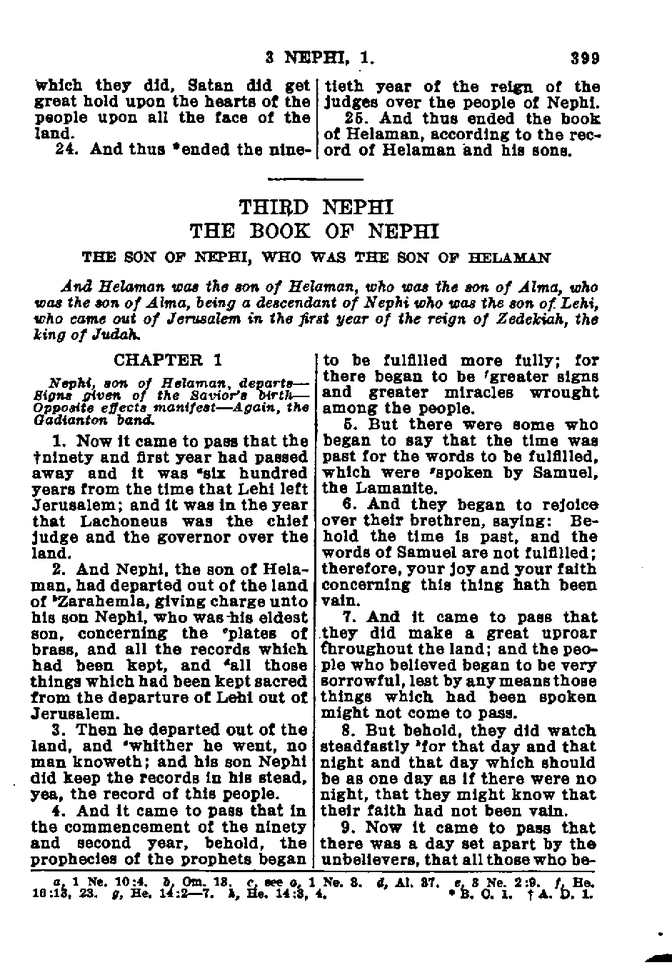 3 NEPHI, 1. 399
which they did, Satan did get
great hold upon the hearts of the
people upon all the face of the
land.
24. And thus *ended the nine-
tieth year of the reign of the
judges over the people of Nephi.
25. And thus ended the book
of Helaman, according to the rec-
ord of Helaman and his sons.
THIRD NEPHI
THE BOOK OF NEPHI
THE SON OF NEPHI, WHO WAS THE SON OF HELAMAN
And Helaman was the son of Helaman, who was the son of Alma, who
was the son of Alma, being a descendant of Nephi who was the son of Lehi,
who came out of Jerusalem in the first year of the reign of Zedekiah, the
king of Judah.
CHAPTER 1
Nephi, son of Helaman, departs—
Signs given of the Savior's birth—
Opposite effects manifest—Again, the
Gadianton band.
1. Now it came to pass that the
†ninety and first year had passed
away and it was ᵃsix hundred
years from the time that Lehi left
Jerusalem; and it was in the year
that Lachoneus was the chief
judge and the governor over the
land.
2. And Nephi, the son of Hela-
man, had departed out of the land
of ᵇZarahemla, giving charge unto
his son Nephi, who was his eldest
son, concerning the ᶜplates of
brass, and all the records which
had been kept, and ᵈall those
things which had been kept sacred
from the departure of Lehi out of
Jerusalem.
3. Then he departed out of the
land, and ᵉwhither he went, no
man knoweth; and his son Nephi
did keep the records in his stead,
yea, the record of this people.
4. And it came to pass that in
the commencement of the ninety
and second year, behold, the
prophecies of the prophets began
to be fulfilled more fully; for
there began to be ᶠgreater signs
and greater miracles wrought
among the people.
5. But there were some who
began to say that the time was
past for the words to be fulfilled,
which were ᵍspoken by Samuel,
the Lamanite.
6. And they began to rejoice
over their brethren, saying: Be-
hold the time is past, and the
words of Samuel are not fulfilled;
therefore, your joy and your faith
concerning this thing hath been
vain.
7. And it came to pass that
they did make a great uproar
throughout the land; and the peo-
ple who believed began to be very
sorrowful, lest by any means those
things which had been spoken
might not come to pass.
8. But behold, they did watch
steadfastly ʰfor that day and that
night and that day which should
be as one day as if there were no
night, that they might know that
their faith had not been vain.
9. Now it came to pass that
there was a day set apart by the
unbelievers, that all those who be-
a, 1 Ne. 10:4. b, Om. 13. c, see a, 1 Ne. 3. d, Al. 37. e, 3 Ne. 2:9. f, He.
16:13, 23. g, He. 14:2—7. h, He. 14:3, 4. * B. C. 1. † A. D. 1.